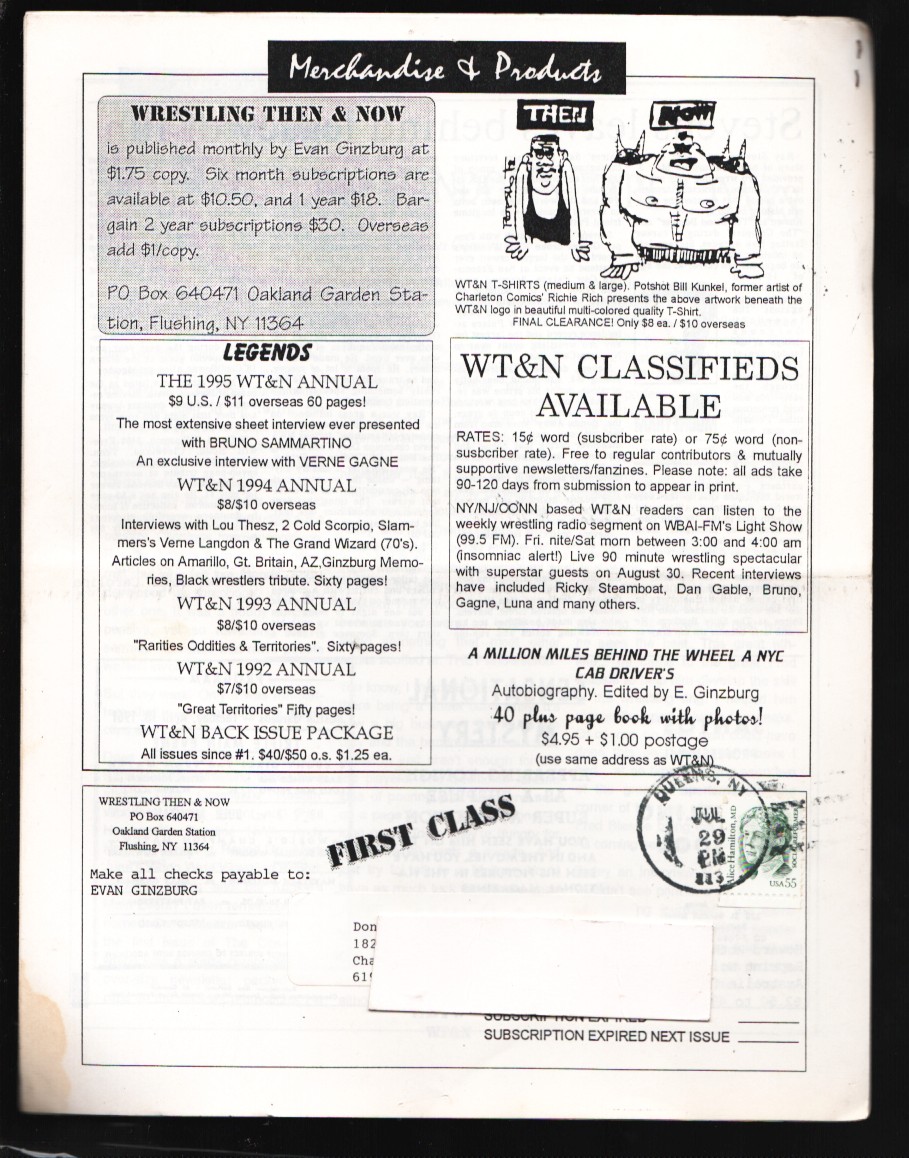 Merchandise & Products
WRESTLING THEN & NOW
is published monthly by Evan Ginzburg at
$1.75 copy. Six month subscriptions are
available at $10.50, and 1 year $18. Bar-
gain 2 year subscriptions $30. Overseas
add $1/copy.
PO Box 640471 Oakland Garden Sta-
tion, Flushing, NY 11364
THEN
NOW
WT&N T-SHIRTS (medium & large). Potshot Bill Kunkel, former artist of
Charleton Comics' Richie Rich presents the above artwork beneath the
WT&N logo in beautiful multi-colored quality T-Shirt.
FINAL CLEARANCE! Only $8 ea. / $10 overseas
LEGENDS
THE 1995 WT&N ANNUAL
$9 U.S. / $11 overseas 60 pages!
The most extensive sheet interview ever presented
with BRUNO SAMMARTINO
An exclusive interview with VERNE GAGNE
WT&N 1994 ANNUAL
$8/$10 overseas
Interviews with Lou Thesz, 2 Cold Scorpio, Slam-
mers's Verne Langdon & The Grand Wizard (70's).
Articles on Amarillo, Gt. Britain, AZ,Ginzburg Memo-
ries, Black wrestlers tribute. Sixty pages!
WT&N 1993 ANNUAL
$8/$10 overseas
"Rarities Oddities & Territories". Sixty pages!
WT&N 1992 ANNUAL
$7/$10 overseas
"Great Territories" Fifty pages!
WT&N BACK ISSUE PACKAGE
All issues since #1. $40/$50 o.s. $1.25 ea.
WT&N CLASSIFIEDS
AVAILABLE
RATES: 15¢ word (susbcriber rate) or 75¢ word (non-
susbcriber rate). Free to regular contributers & mutually
supportive newsletters/fanzines. Please note: all ads take
90-120 days from submission to appear in print.
NY/NJ/CONN based WT&N readers can listen to the
weekly wrestling radio segment on WBAI-FM's Light Show
(99.5 FM). Fri. nite/Sat morn between 3:00 and 4:00 am
(insomniac alert!) Live 90 minute wrestling spectacular
with superstar guests on August 30. Recent interviews
have included Ricky Steamboat, Dan Gable, Bruno,
Gagne, Luna and many others.
A MILLION MILES BEHIND THE WHEEL A NYC
CAB DRIVER'S
Autobiography. Edited by E. Ginzburg
40 plus page book with photos!
$4.95 + $1.00 postage
(use same address as WT&N)
WRESTLING THEN & NOW
PO Box 640471
Oakland Garden Station
Flushing, NY 11364
Make all checks payable to:
EVAN GINZBURG
FIRST CLASS
QUEENS, NY
JUL
29
PM
Alice Hamilton, MD
USA 55
Don
182
Cha
61
SUBSCRIPTION EXPIRED
SUBSCRIPTION EXPIRED NEXT ISSUE